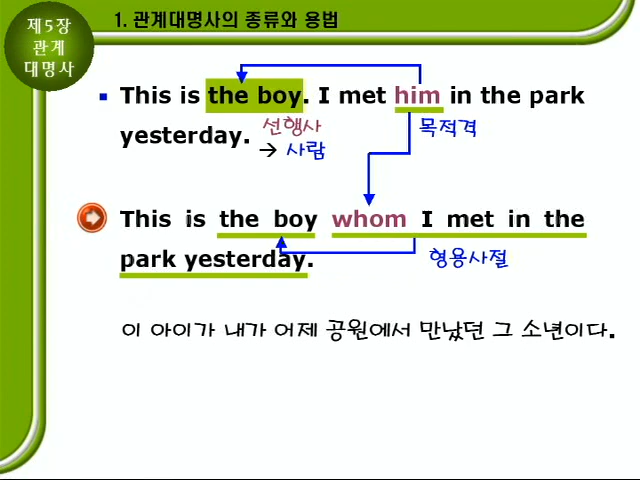 제5장
관계
대명사
1. 관계대명사의 종류와 용법
▪ This is the boy. I met him in the park
yesterday. 선행사 목적격
→ 사람
This is the boy whom I met in the
park yesterday. 형용사절
이 아이가 내가 어제 공원에서 만났던 그 소년이다.